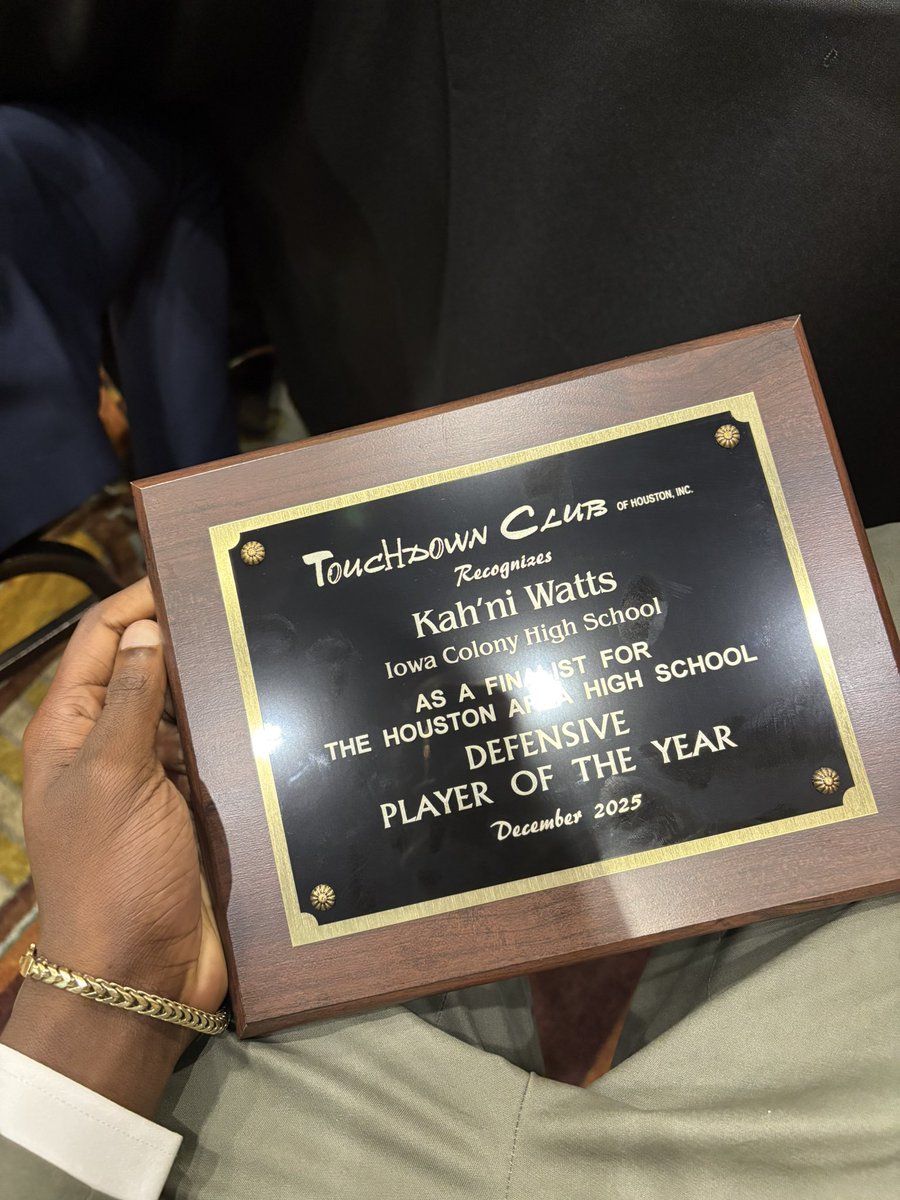 Touchdown Club OF HOUSTON, INC.
Recognizes
Kah'ni Watts
Iowa Colony High School
AS A FINALIST FOR
THE HOUSTON AREA HIGH SCHOOL
DEFENSIVE
PLAYER OF THE YEAR
December 2025